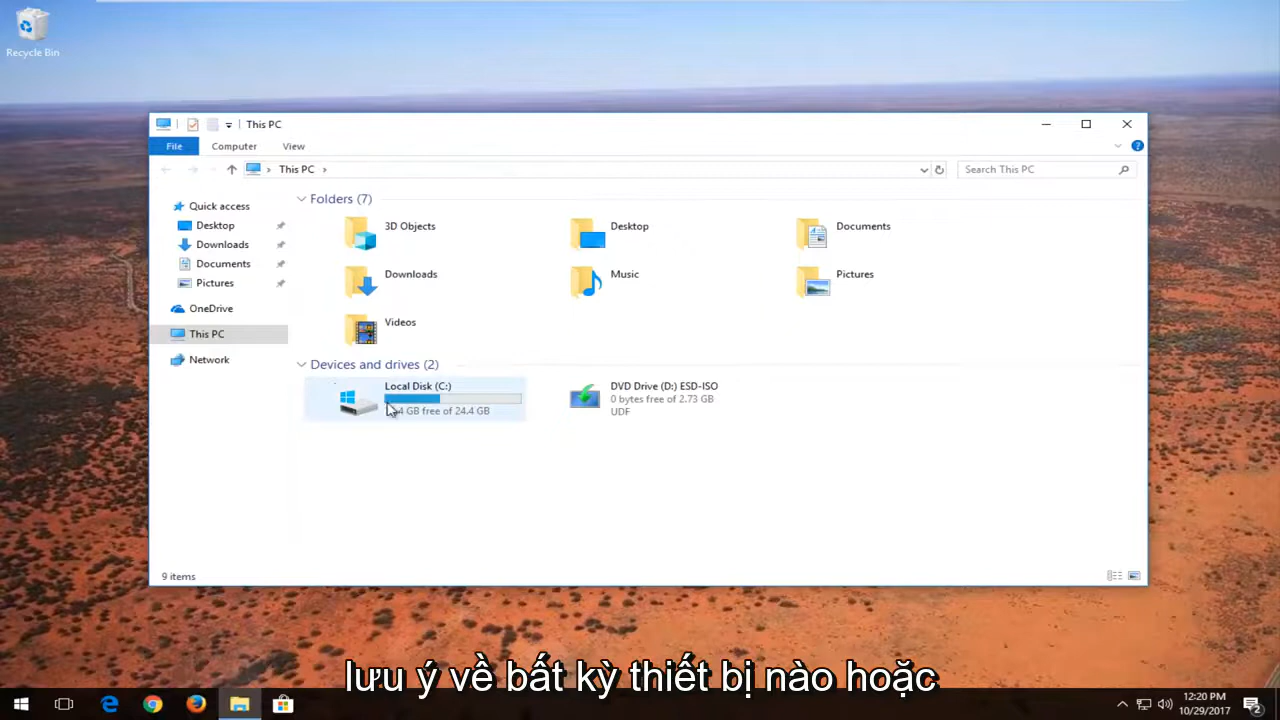 Recycle Bin
This PC
File
Computer
View
This PC
Search This PC
Quick access
Desktop
Downloads
Documents
Pictures
OneDrive
This PC
Network
Folders (7)
3D Objects
Desktop
Documents
Downloads
Music
Pictures
Videos
Devices and drives (2)
Local Disk (C:)
GB free of 24.4 GB
DVD Drive (D:) ESD-ISO
0 bytes free of 2.73 GB
UDF
9 items
lưu ý về bất kỳ thiết bị nào hoặc
12:20 PM
10/29/2017
2